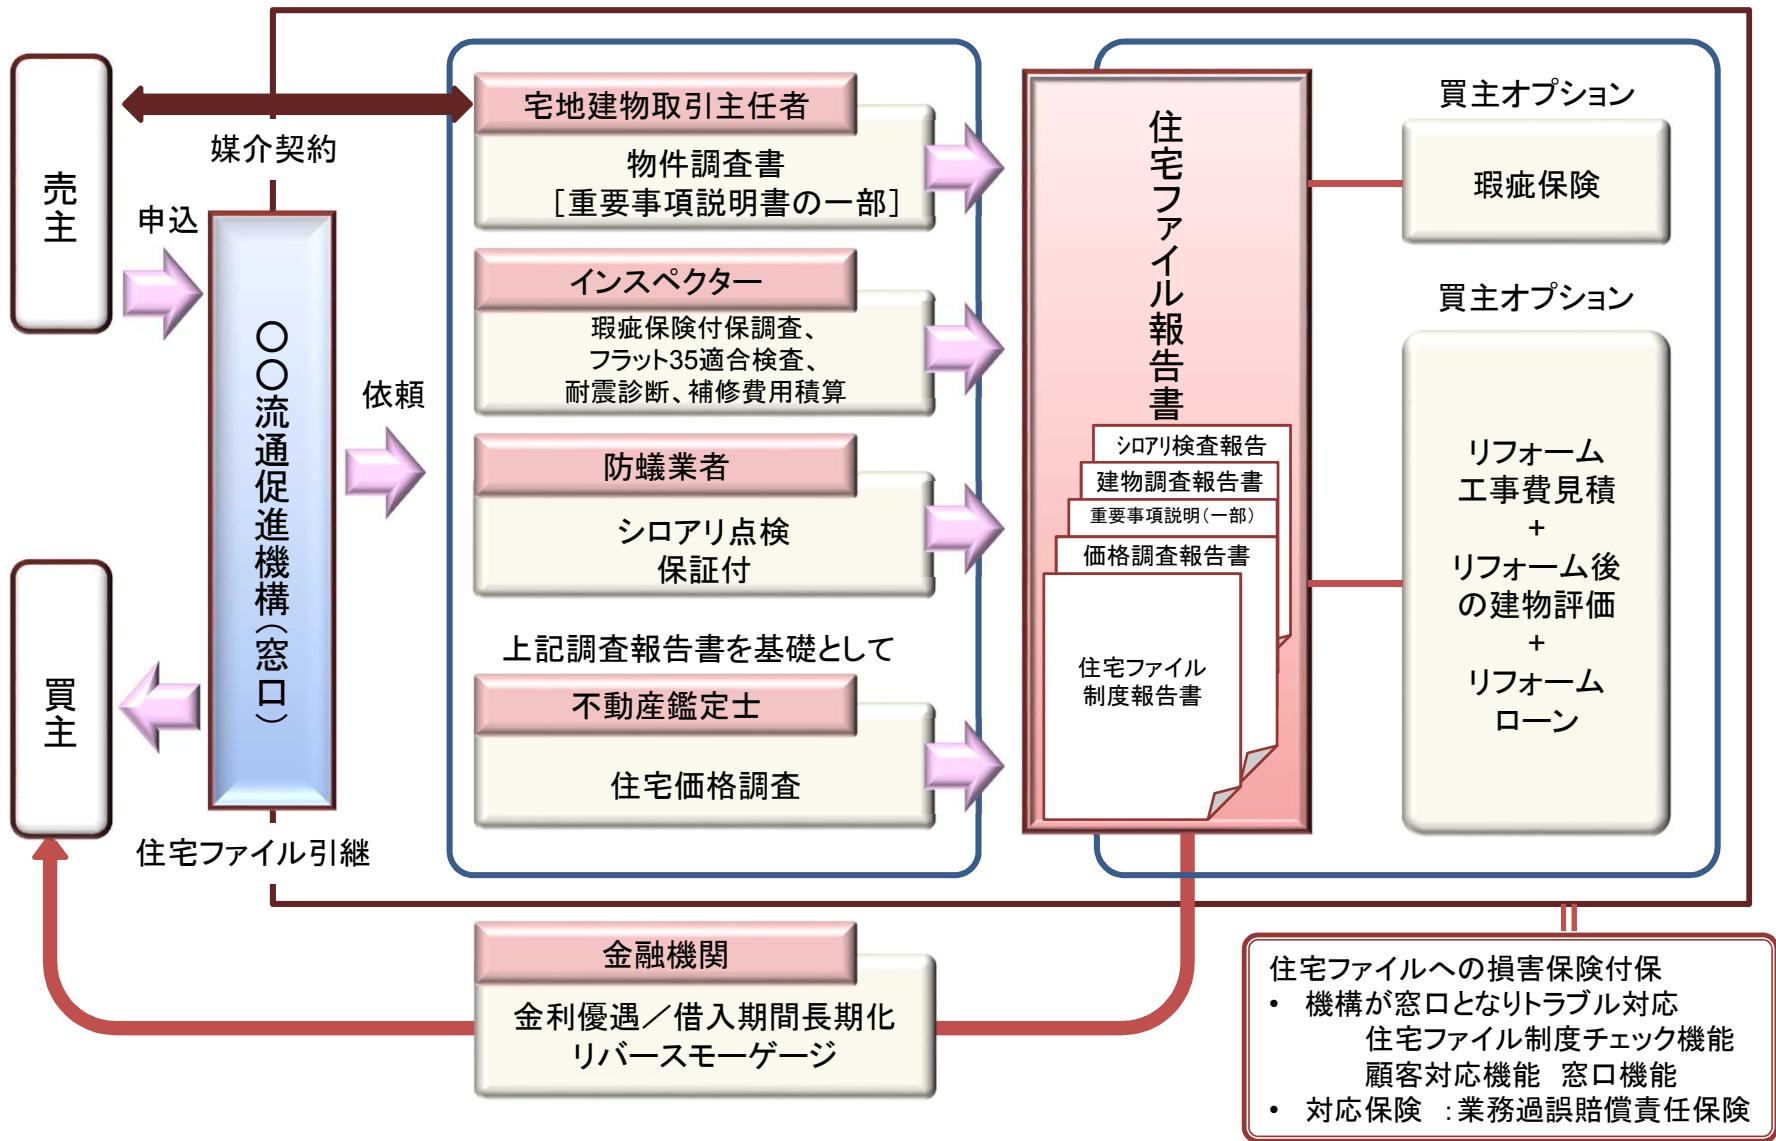 売主
媒介契約
申込
〇〇流通促進機構（窓口）
依頼
買主
住宅ファイル引継
宅地建物取引主任者
物件調査書
［重要事項説明書の一部］
インスペクター
瑕疵保険付保調査、
フラット35適合検査、
耐震診断、補修費用積算
防蟻業者
シロアリ点検
保証付
上記調査報告書を基礎として
不動産鑑定士
住宅価格調査
住宅ファイル報告書
シロアリ検査報告
建物調査報告書
重要事項説明（一部）
価格調査報告書
住宅ファイル
制度報告書
買主オプション
瑕疵保険
買主オプション
リフォーム
工事費見積
+
リフォーム後
の建物評価
+
リフォーム
ローン
金融機関
金利優遇／借入期間長期化
リバースモーゲージ
住宅ファイルへの損害保険付保
• 機構が窓口となりトラブル対応
住宅ファイル制度チェック機能
顧客対応機能　窓口機能
• 対応保険　：業務過誤賠償責任保険